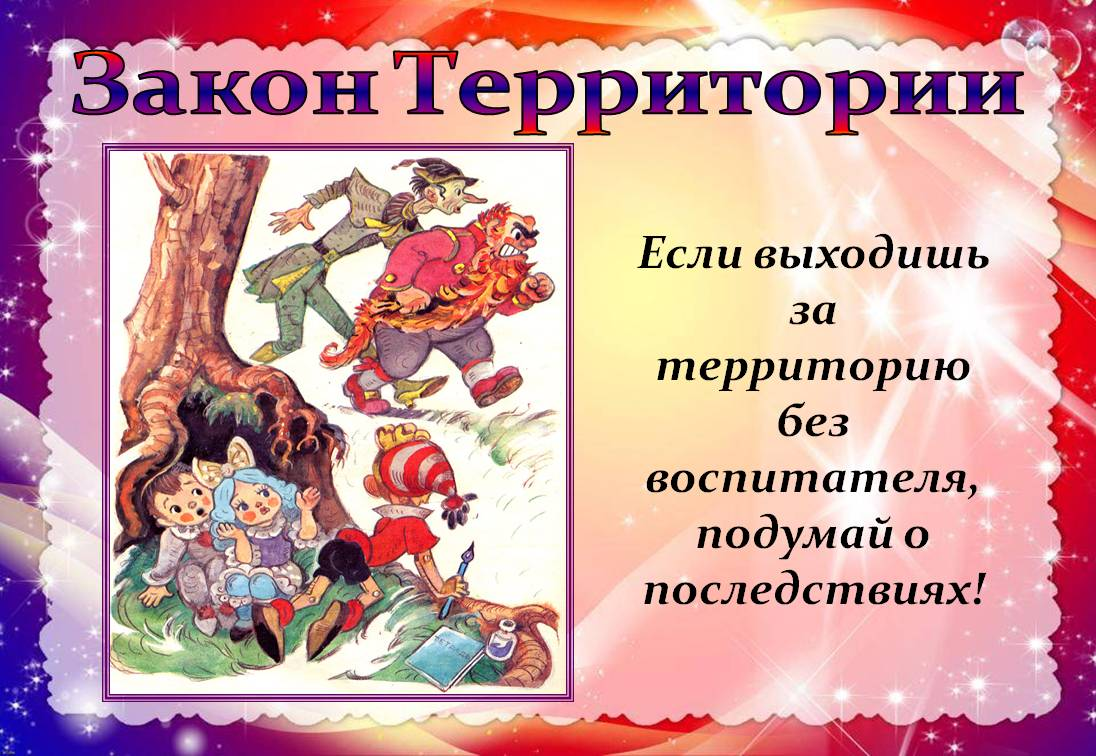 Закон Территории
Если выходишь
за
территорию
без
воспитателя,
подумай о
последствиях!